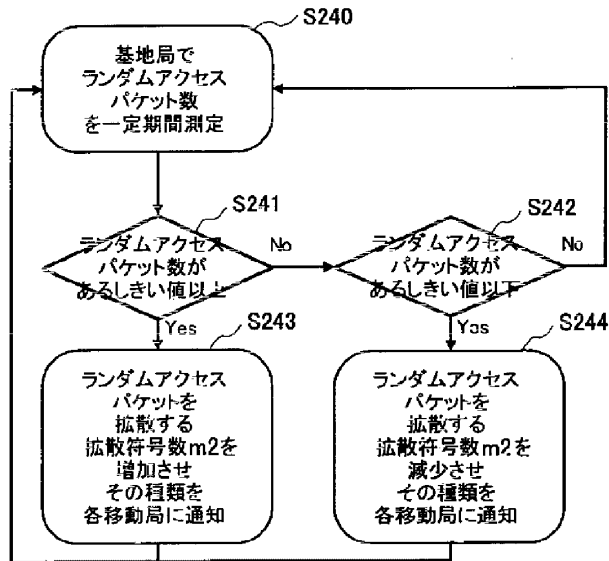 S240
基地局で
ランダムアクセス
パケット数
を一定期間測定
S241
ランダムアクセス
パケット数が
あるしきい値以上
No
Yes
S242
ランダムアクセス
パケット数が
あるしきい値以下
No
Yes
S243
ランダムアクセス
パケットを
拡散する
拡散符号数m2を
増加させ
その種類を
各移動局に通知
S244
ランダムアクセス
パケットを
拡散する
拡散符号数m2を
減少させ
その種類を
各移動局に通知